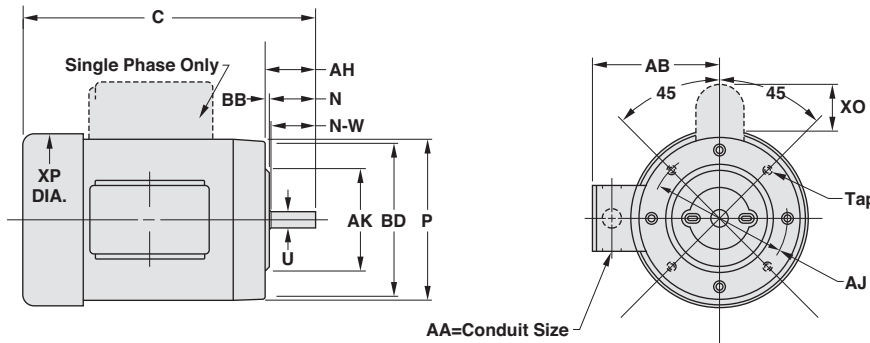 C
Single Phase Only
AH
BB
N
N-W
XP
DIA.
AK
BD
P
U
AB
45
45
XO
Tap
AJ
AA=Conduit Size